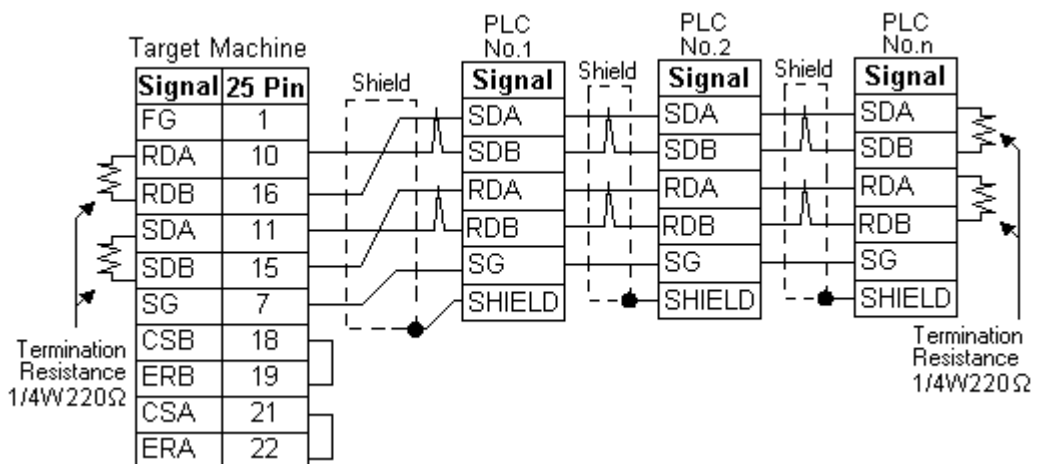 Target Machine
Signal 25 Pin
FG 1
RDA 10
RDB 16
SDA 11
SDB 15
SG 7
CSB 18
ERB 19
CSA 21
ERA 22
Termination
Resistance
1/4W220Ω
Shield
PLC
No.1
Signal
SDA
SDB
RDA
RDB
SG
SHIELD
Shield
PLC
No.2
Signal
SDA
SDB
RDA
RDB
SG
SHIELD
Shield
PLC
No.n
Signal
SDA
SDB
RDA
RDB
SG
SHIELD
Termination
Resistance
1/4W220Ω